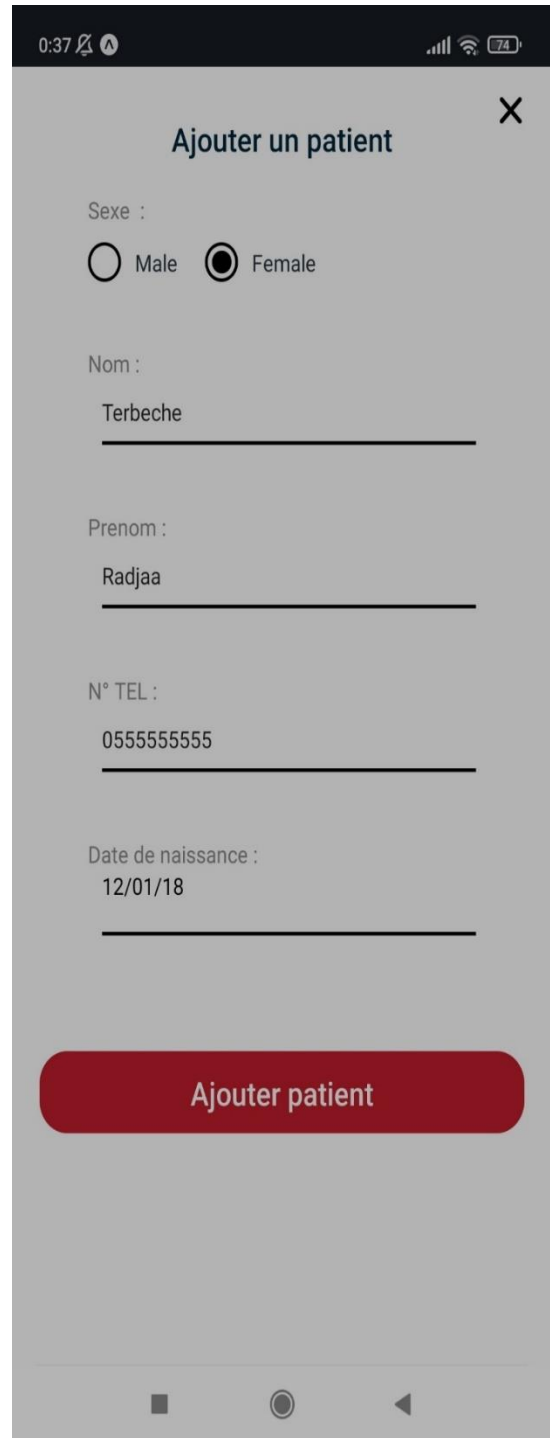 0:37
74
Ajouter un patient
Sexe :
Male Female
Nom :
Terbeche
Prenom :
Radjaa
N° TEL :
0555555555
Date de naissance :
12/01/18
Ajouter patient